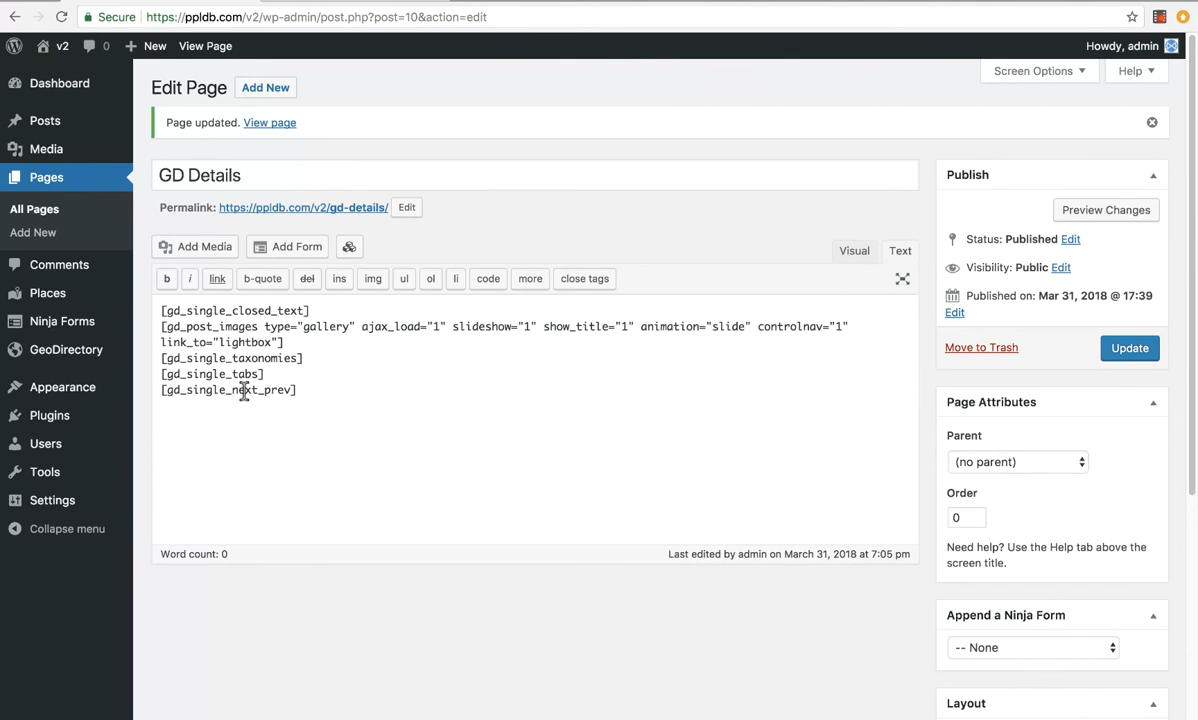 Secure https://ppldb.com/v2/wp-admin/post.php?post=10&action=edit
v2 0 New View Page Howdy, admin
Dashboard
Posts
Media
Pages
All Pages
Add New
Comments
Places
Ninja Forms
GeoDirectory
Appearance
Plugins
Users
Tools
Settings
Collapse menu
Screen Options Help
Edit Page Add New
Page updated. View page
GD Details
Permalink: https://ppldb.com/v2/gd-details/ Edit
Add Media Add Form
Visual Text
b i link b-quote del ins img ul ol li code more close tags
[gd_single_closed_text]
[gd_post_images type="gallery" ajax_load="1" slideshow="1" show_title="1" animation="slide" controlnav="1"
link_to="lightbox"]
[gd_single_taxonomies]
[gd_single_tabs]
[gd_single_next_prev]
Word count: 0 Last edited by admin on March 31, 2018 at 7:05 pm
Publish
Preview Changes
Status: Published Edit
Visibility: Public Edit
Published on: Mar 31, 2018 @ 17:39
Edit
Move to Trash Update
Page Attributes
Parent
(no parent)
Order
0
Need help? Use the Help tab above the
screen title.
Append a Ninja Form
-- None
Layout